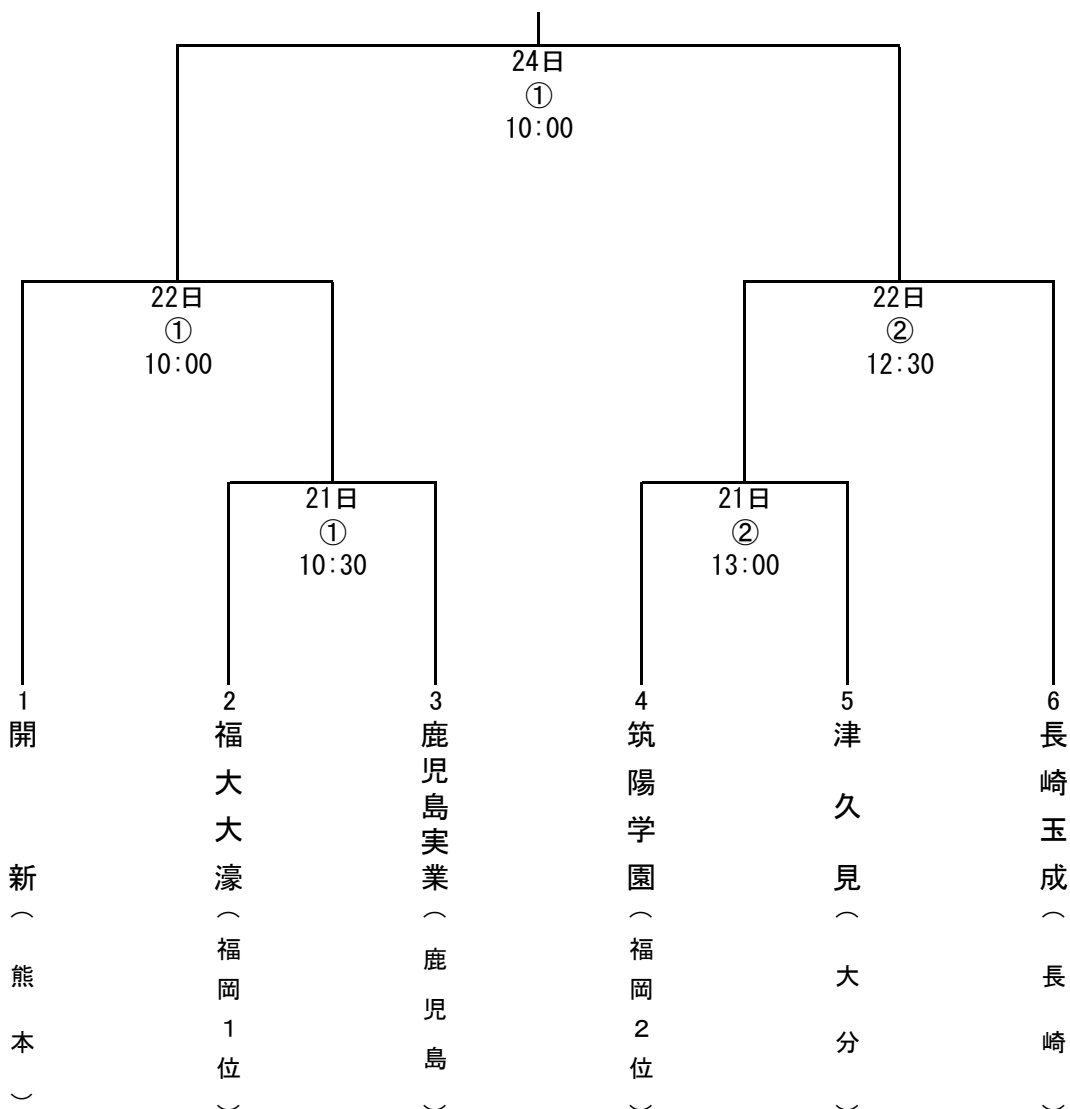 24日
①
10:00
22日
①
10:00
22日
②
12:30
21日
①
10:30
21日
②
13:00
1
開新(熊本)
2
福大大濠(福岡1位)
3
鹿児島実業(鹿児島)
4
筑陽学園(福岡2位)
5
津久見(大分)
6
長崎玉成(長崎)